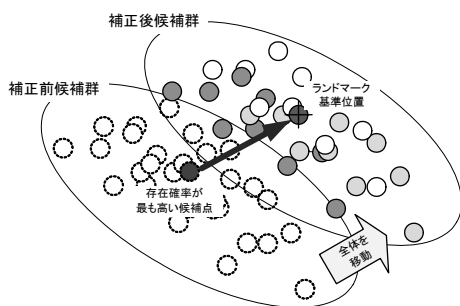 補正後候補群
ランドマーク
基準位置
補正前候補群
存在確率が
最も高い候補点
全体を
移動